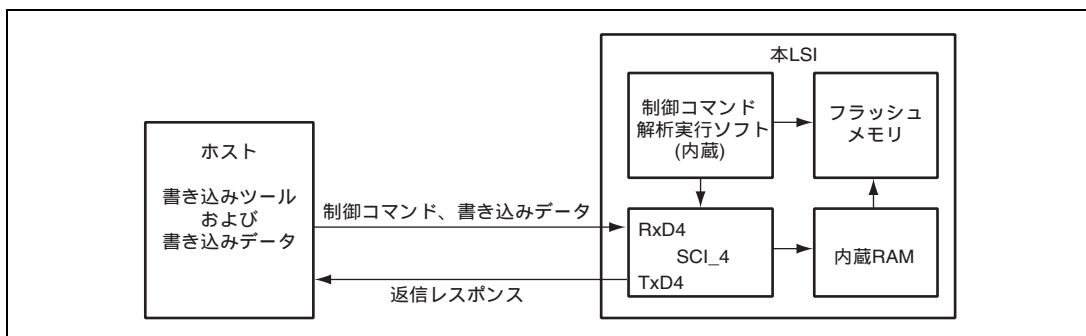 本LSI
ホスト
書き込みツール
および
書き込みデータ
制御コマンド、書き込みデータ
返信レスポンス
制御コマンド
解析実行ソフト
(内蔵)
フラッシュ
メモリ
RxD4
SCI_4
TxD4
内蔵RAM